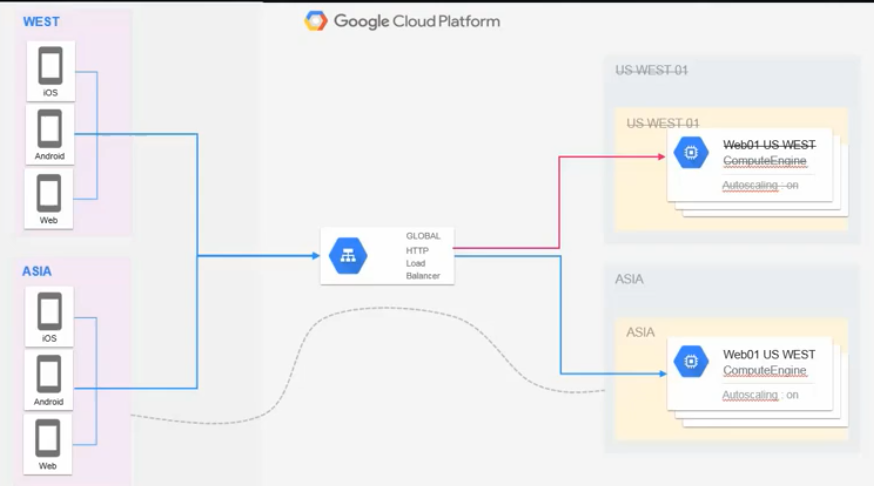 Google Cloud Platform
WEST
iOS
Android
Web
ASIA
iOS
Android
Web
GLOBAL
HTTP
Load
Balancer
US WEST 01
US WEST 01
Web01 US WEST
ComputeEngine
Autoscaling : on
ASIA
ASIA
Web01 US WEST
ComputeEngine
Autoscaling : on